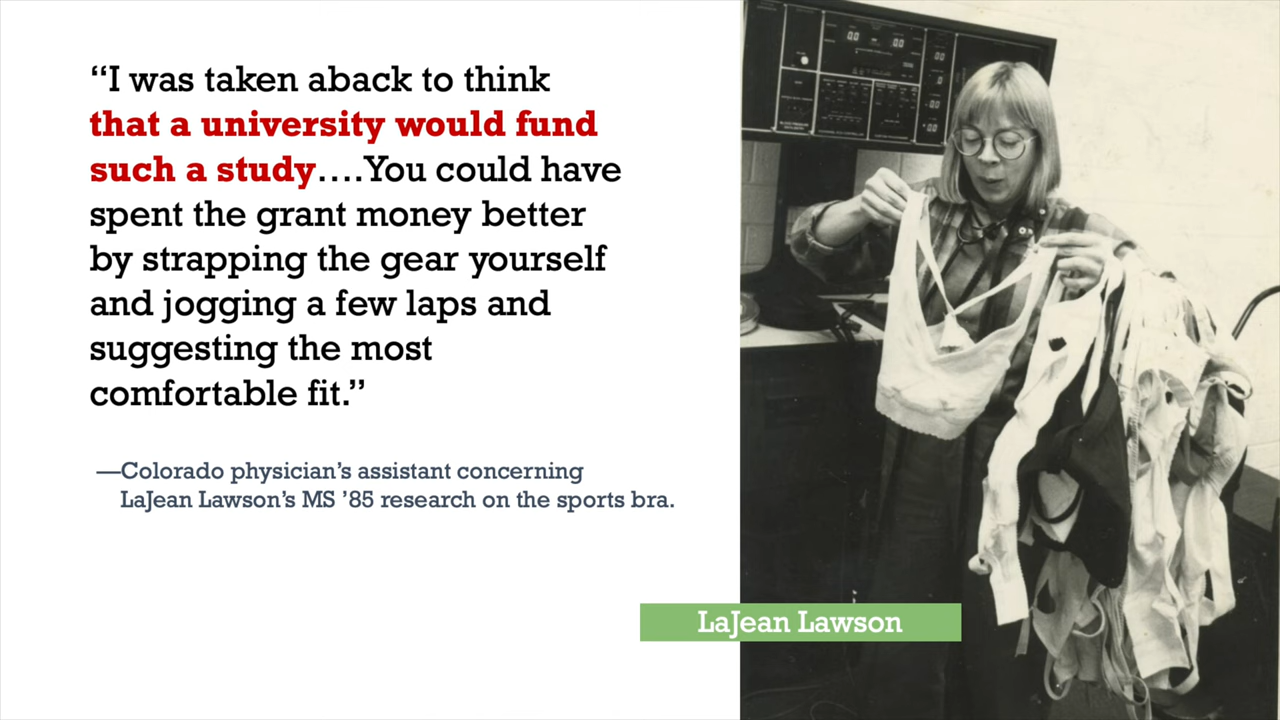 “I was taken aback to think
that a university would fund
such a study....You could have
spent the grant money better
by strapping the gear yourself
and jogging a few laps and
suggesting the most
comfortable fit.”
—Colorado physician’s assistant concerning
LaJean Lawson’s MS ’85 research on the sports bra.
LaJean Lawson